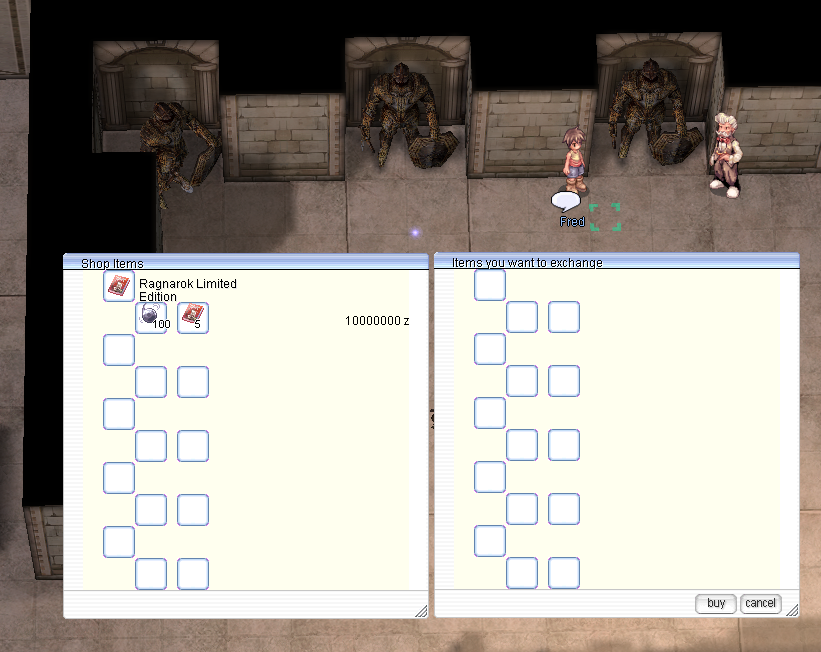 Fred
Shop Items
Ragnarok Limited
Edition
100
5
10000000 z
Items you want to exchange
buy
cancel